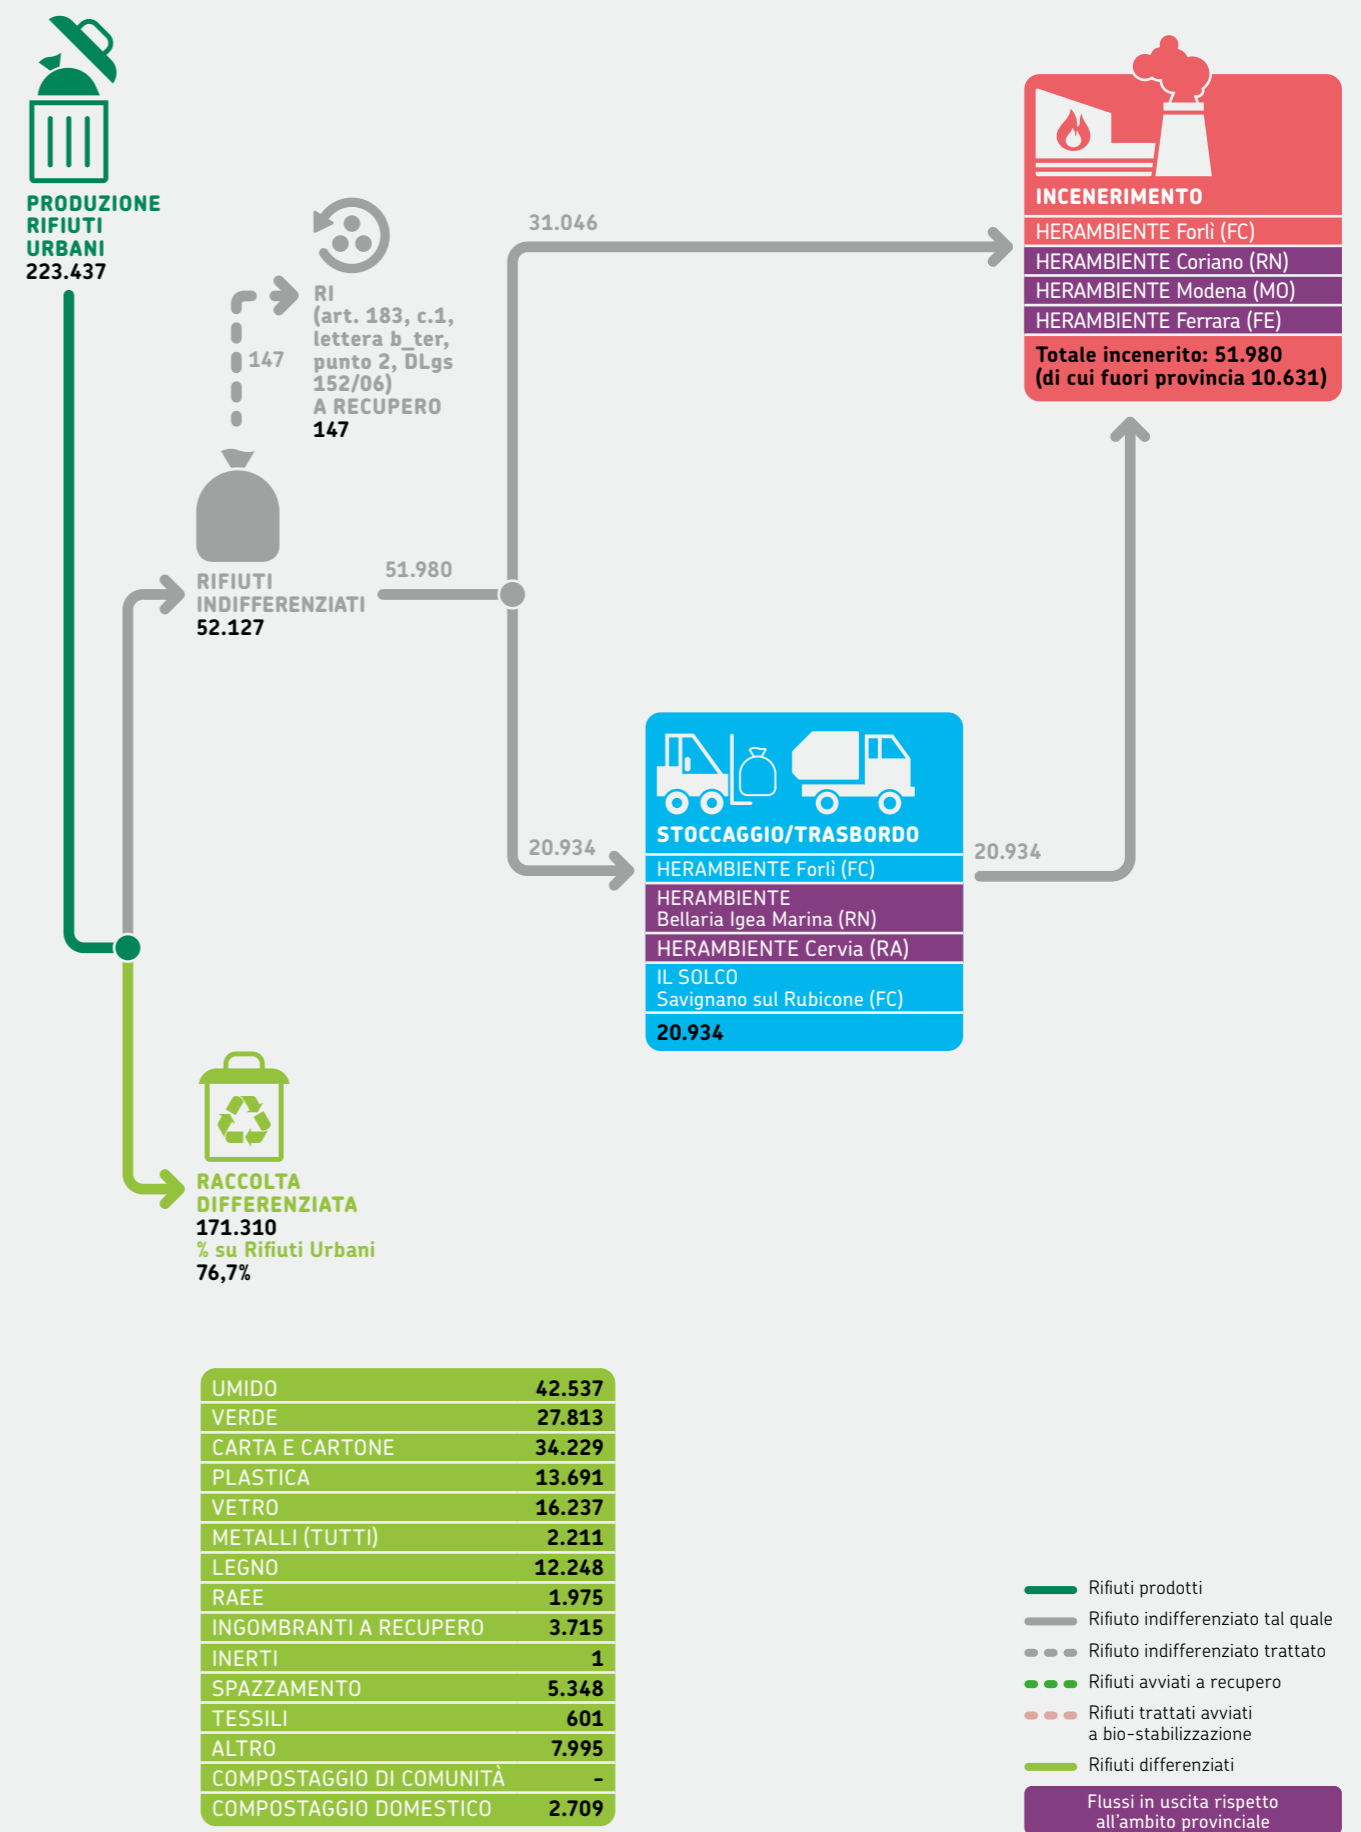 PRODUZIONE
RIFIUTI
URBANI
223.437
147
RI
(art. 183, c.1,
lettera b_ter,
punto 2, DLgs
152/06)
A RECUPERO
147
RIFIUTI
INDIFFERENZIATI
52.127
51.980
31.046
20.934
INCENERIMENTO
HERAMBIENTE Forlì (FC)
HERAMBIENTE Coriano (RN)
HERAMBIENTE Modena (MO)
HERAMBIENTE Ferrara (FE)
Totale incenerito: 51.980
(di cui fuori provincia 10.631)
STOCCAGGIO/TRASBORDO
HERAMBIENTE Forlì (FC)
HERAMBIENTE
Bellaria Igea Marina (RN)
HERAMBIENTE Cervia (RA)
IL SOLCO
Savignano sul Rubicone (FC)
20.934
20.934
RACCOLTA
DIFFERENZIATA
171.310
% su Rifiuti Urbani
76,7%
UMIDO 42.537
VERDE 27.813
CARTA E CARTONE 34.229
PLASTICA 13.691
VETRO 16.237
METALLI (TUTTI) 2.211
LEGNO 12.248
RAEE 1.975
INGOMBRANTI A RECUPERO 3.715
INERTI 1
SPAZZAMENTO 5.348
TESSILI 601
ALTRO 7.995
COMPOSTAGGIO DI COMUNITÀ -
COMPOSTAGGIO DOMESTICO 2.709
Rifiuti prodotti
Rifiuto indifferenziato tal quale
Rifiuto indifferenziato trattato
Rifiuti avviati a recupero
Rifiuti trattati avviati
a bio-stabilizzazione
Rifiuti differenziati
Flussi in uscita rispetto
all'ambito provinciale